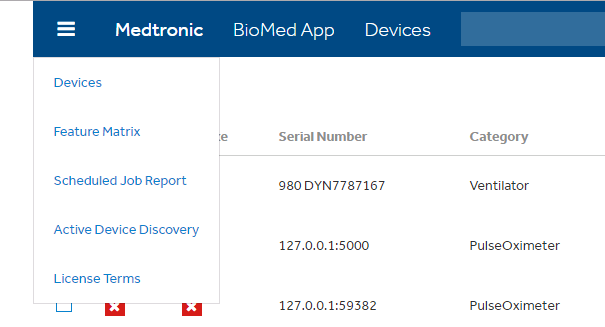 Medtronic BioMed App Devices
Devices
Feature Matrix
Scheduled Job Report
Active Device Discovery
License Terms
Serial Number Category
980 DYN7787167 Ventilator
127.0.0.1:5000 PulseOximeter
127.0.0.1:59382 PulseOximeter